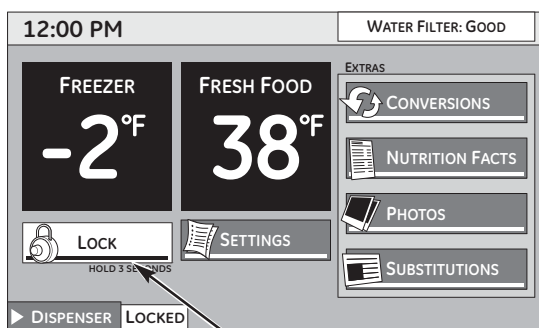 12:00 PM
WATER FILTER: GOOD
FREEZER
-2°F
FRESH FOOD
38°F
EXTRAS
CONVERSIONS
NUTRITION FACTS
PHOTOS
SUBSTITUTIONS
LOCK
HOLD 3 SECONDS
SETTINGS
DISPENSER LOCKED